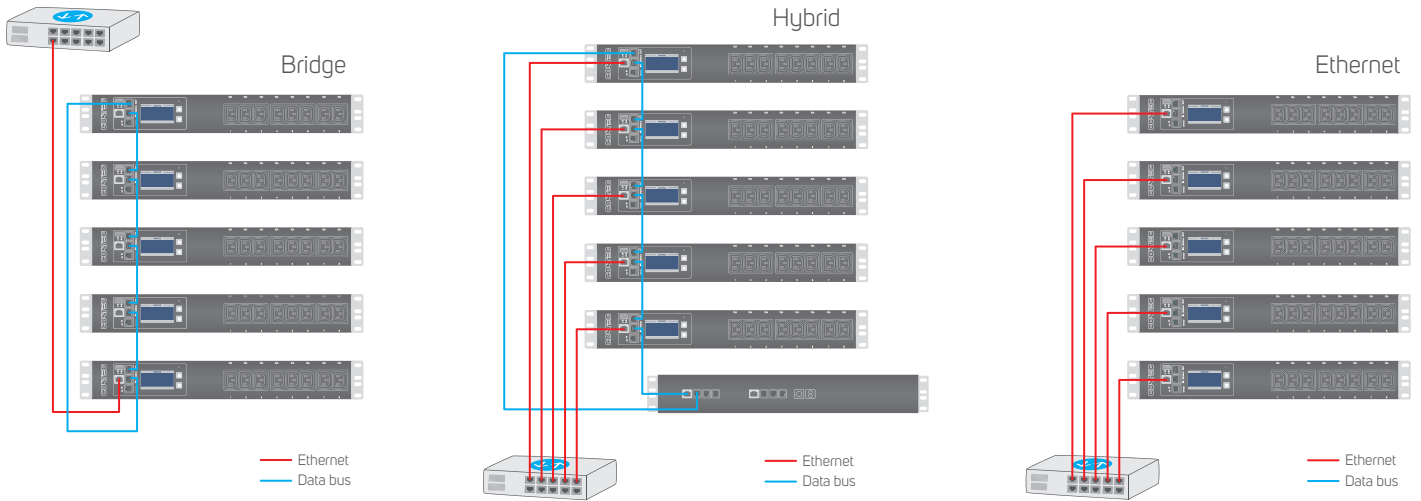 Bridge
Ethernet
Data bus
Hybrid
Ethernet
Data bus
Ethernet
Ethernet
Data bus